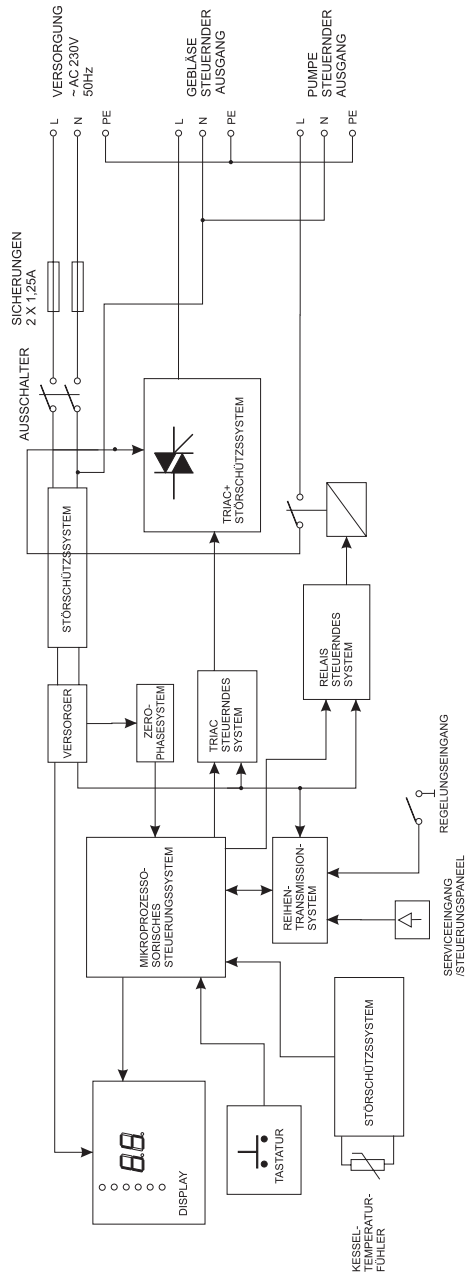 VERSORGUNG
~ AC 230V
50Hz
L
N
PE
GEBLÄSE
STEUERNDER
AUSGANG
L
N
PE
PUMPE
STEUERNDER
AUSGANG
L
N
PE
SICHERUNGEN
2 X 1,25A
AUSSCHALTER
STÖRSCHÜTZSSYSTEM
TRIAC+
STÖRSCHÜTZSSYSTEM
VERSORGER
ZERO-
PHASESYSTEM
TRIAC
STEUERNDES
SYSTEM
RELAIS
STEUERNDES
SYSTEM
MIKROPROZESSO-
SORISCHES
STEUERUNGSSYSTEM
REIHEN-
TRANSMISSION-
SYSTEM
REGELUNGSEINGANG
SERVICEEINGANG
/STEUERUNGSPANEEL
8.8.
DISPLAY
TASTATUR
STÖRSCHÜTZSSYSTEM
KESSEL-
TEMPERATUR-
FÜHLER